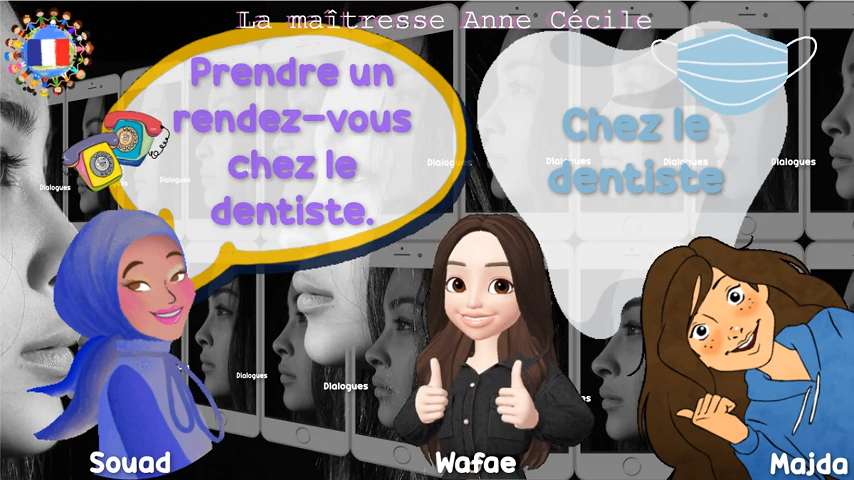 La maîtresse Anne Cécile
Prendre un
rendez-vous
chez le
dentiste.
Chez le
dentiste
Dialogues
Dialogues
Dialogues
Dialogues
Dialogues
Dialogues
Dialogues
Dialogues
Souad
Wafae
Majda